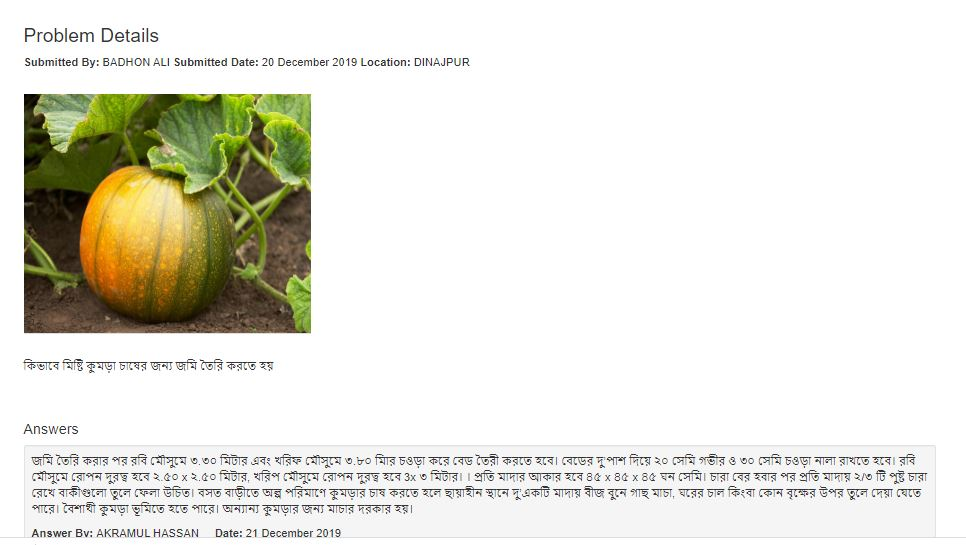 Problem Details
Submitted By: BADHON ALI Submitted Date: 20 December 2019 Location: DINAJPUR
কিভাবে মিষ্টি কুমড়া চাষের জন্য জমি তৈরি করতে হয়
Answers
জমি তৈরি করার পর রবি মৌসুমে ৩.৩০ মিটার এবং খরিফ মৌসুমে ৩.৮০ মিার চওড়া করে বেড তৈরী করতে হবে। বেডের দু'পাশ দিয়ে ২০ সেমি গভীর ও ৩০ সেমি চওড়া নালা রাখতে হবে। রবি
মৌসুমে রোপন দুরত্ব হবে ২.৫০ x ২.৫০ মিটার, খরিপ মৌসুমে রোপন দুরত্ব হবে 3x ৩ মিটার। । প্রতি মাদার আকার হবে ৪৫ x ৪৫ x ৪৫ ঘন সেমি। চারা বের হবার পর প্রতি মাদায় ২/৩ টি পুষ্ট চারা
রেখে বাকীগুলো তুলে ফেলা উচিত। বসত বাড়ীতে অল্প পরিমাণে কুমড়ার চাষ করতে হলে ছায়াহীন স্থানে দু'একটি মাদায় বীজ বুনে গাছ মাচা, ঘরের চাল কিংবা কোন বৃক্ষের উপর তুলে দেয়া যেতে
পারে। বৈশাখী কুমড়া ভূমিতে হতে পারে। অন্যান্য কুমড়ার জন্য মাচার দরকার হয়।
Answer By: AKRAMUL HASSAN Date: 21 December 2019